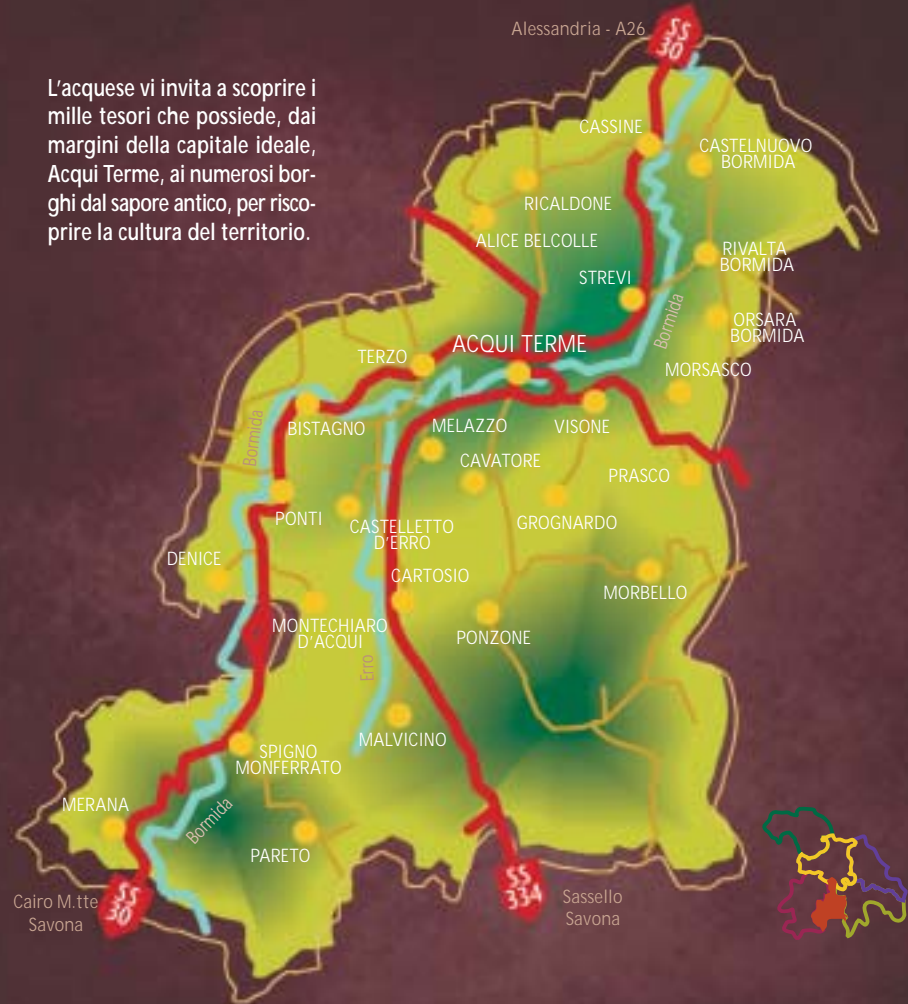 Alessandria - A26
SS
30
L'acquese vi invita a scoprire i
mille tesori che possiede, dai
margini della capitale ideale,
Acqui Terme, ai numerosi bor-
ghi dal sapore antico, per risco-
prire la cultura del territorio.
CASSINE
CASTELNUOVO
BORMIDA
RICALDONE
ALICE BELCOLLE
RIVALTA
BORMIDA
STREVI
Bormida
ORSARA
BORMIDA
ACQUI TERME
TERZO
MORSASCO
BISTAGNO
MELAZZO
VISONE
Bormida
CAVATORE
PRASCO
PONTI
CASTELLETTO
D'ERRO
GROGNARDO
DENICE
CARTOSIO
MORBELLO
MONTECHIARO
D'ACQUI
PONZONE
Erro
MALVICINO
SPIGNO
MONFERRATO
MERANA
Bormida
PARETO
Cairo M.tte
Savona
SS
30
SS
334
Sassello
Savona